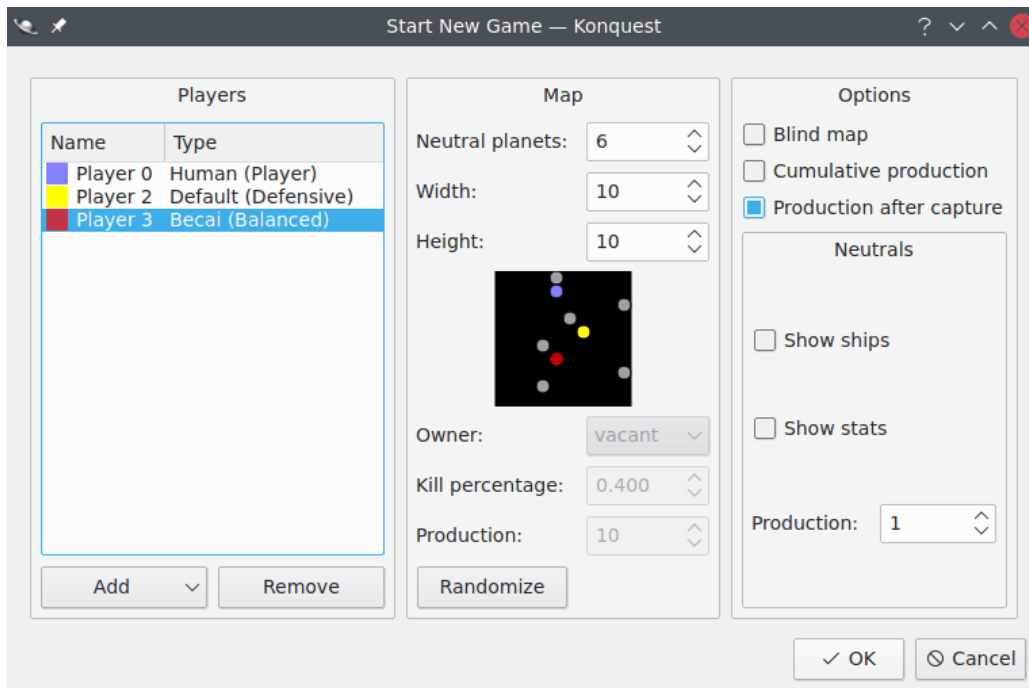 Start New Game — Konquest
?
Players
Name Type
Player 0 Human (Player)
Player 2 Default (Defensive)
Player 3 Becai (Balanced)
Add
Remove
Map
Neutral planets: 6
Width: 10
Height: 10
Owner: vacant
Kill percentage: 0.400
Production: 10
Randomize
Options
Blind map
Cumulative production
Production after capture
Neutrals
Show ships
Show stats
Production: 1
OK
Cancel